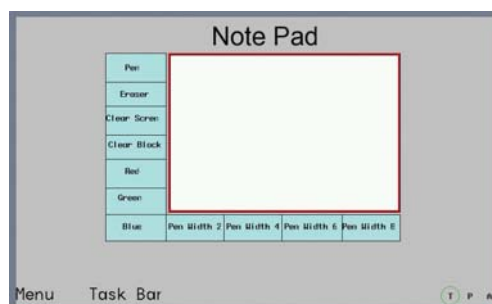 Note Pad
Pen
Eraser
Clear Screen
Clear Block
Red
Green
Blue Pen Width 2 Pen Width 4 Pen Width 6 Pen Width 8
Menu Task Bar T P A